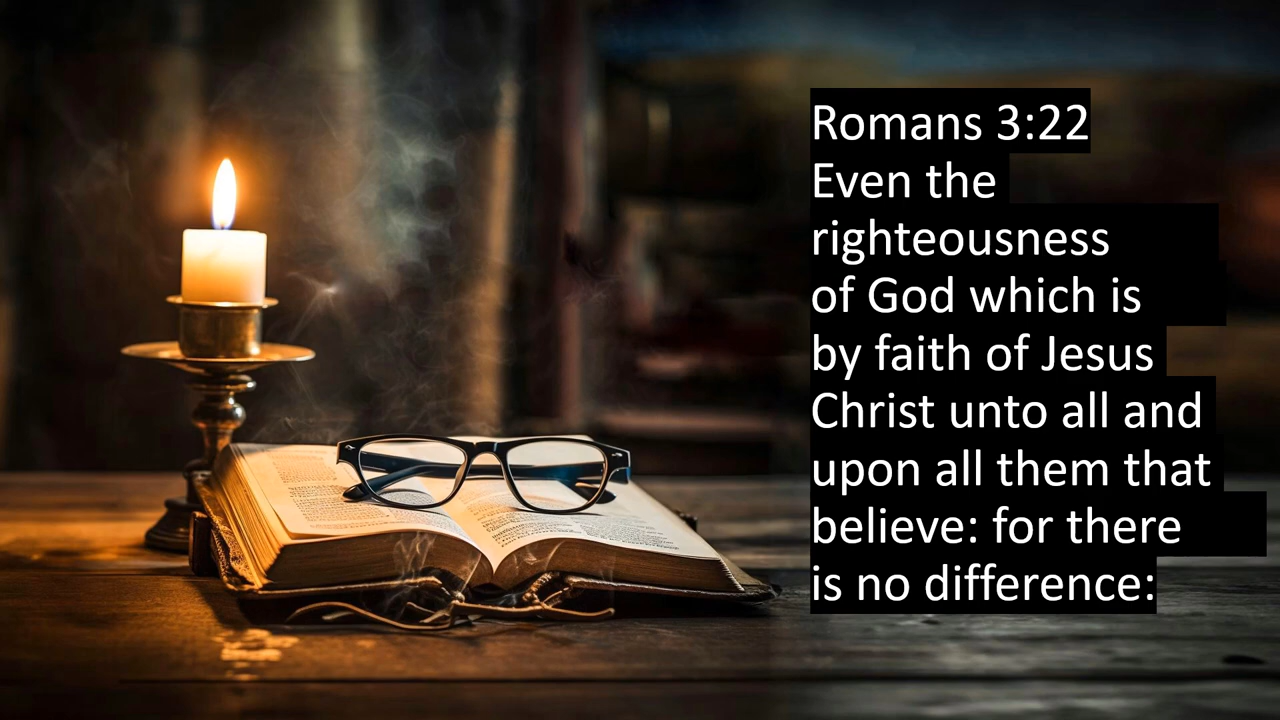 Romans 3:22
Even the
righteousness
of God which is
by faith of Jesus
Christ unto all and
upon all them that
believe: for there
is no difference: